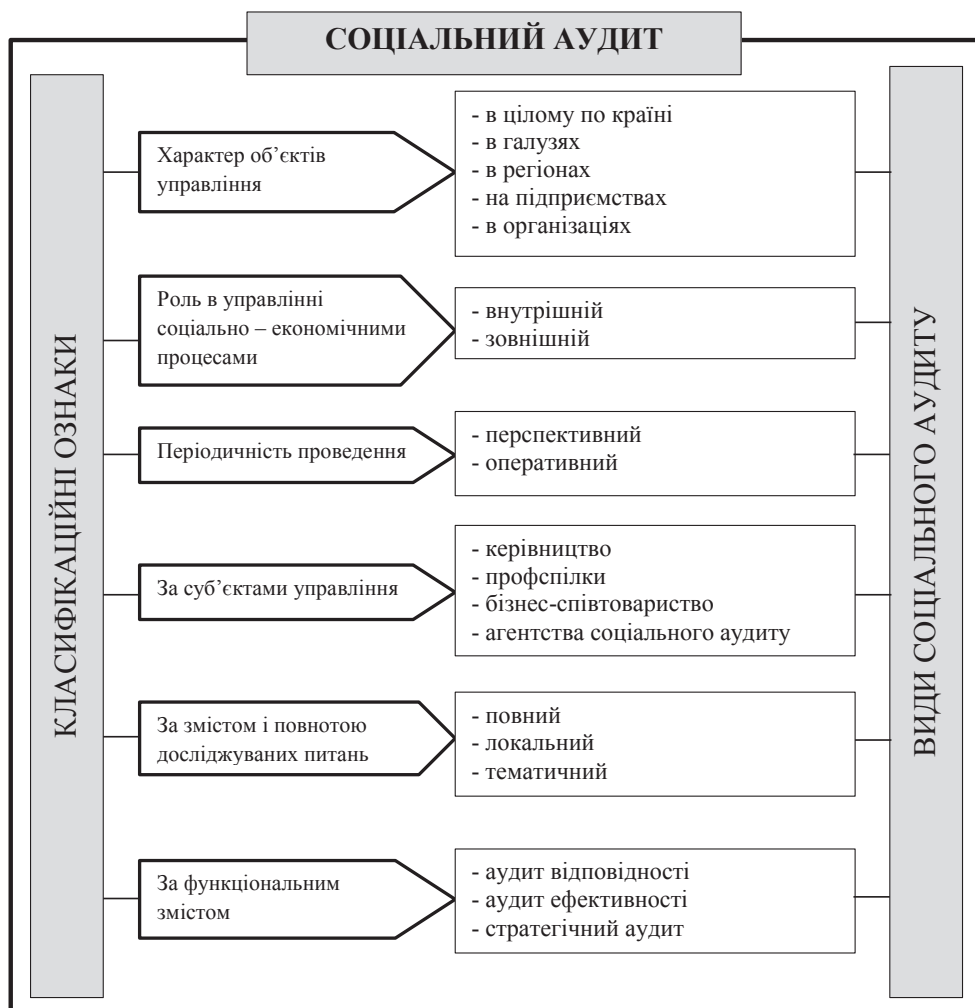 СОЦІАЛЬНИЙ АУДИТ
КЛАСИФІКАЦІЙНІ ОЗНАКИ
Характер об’єктів
управління
- в цілому по країні
- в галузях
- в регіонах
- на підприємствах
- в організаціях
Роль в управлінні
соціально – економічними
процесами
- внутрішній
- зовнішній
Періодичність проведення
- перспективний
- оперативний
За суб’єктами управління
- керівництво
- профспілки
- бізнес-співтовариство
- агентства соціального аудиту
За змістом і повнотою
досліджуваних питань
- повний
- локальний
- тематичний
За функціональним
змістом
- аудит відповідності
- аудит ефективності
- стратегічний аудит
ВИДИ СОЦІАЛЬНОГО АУДИТУ